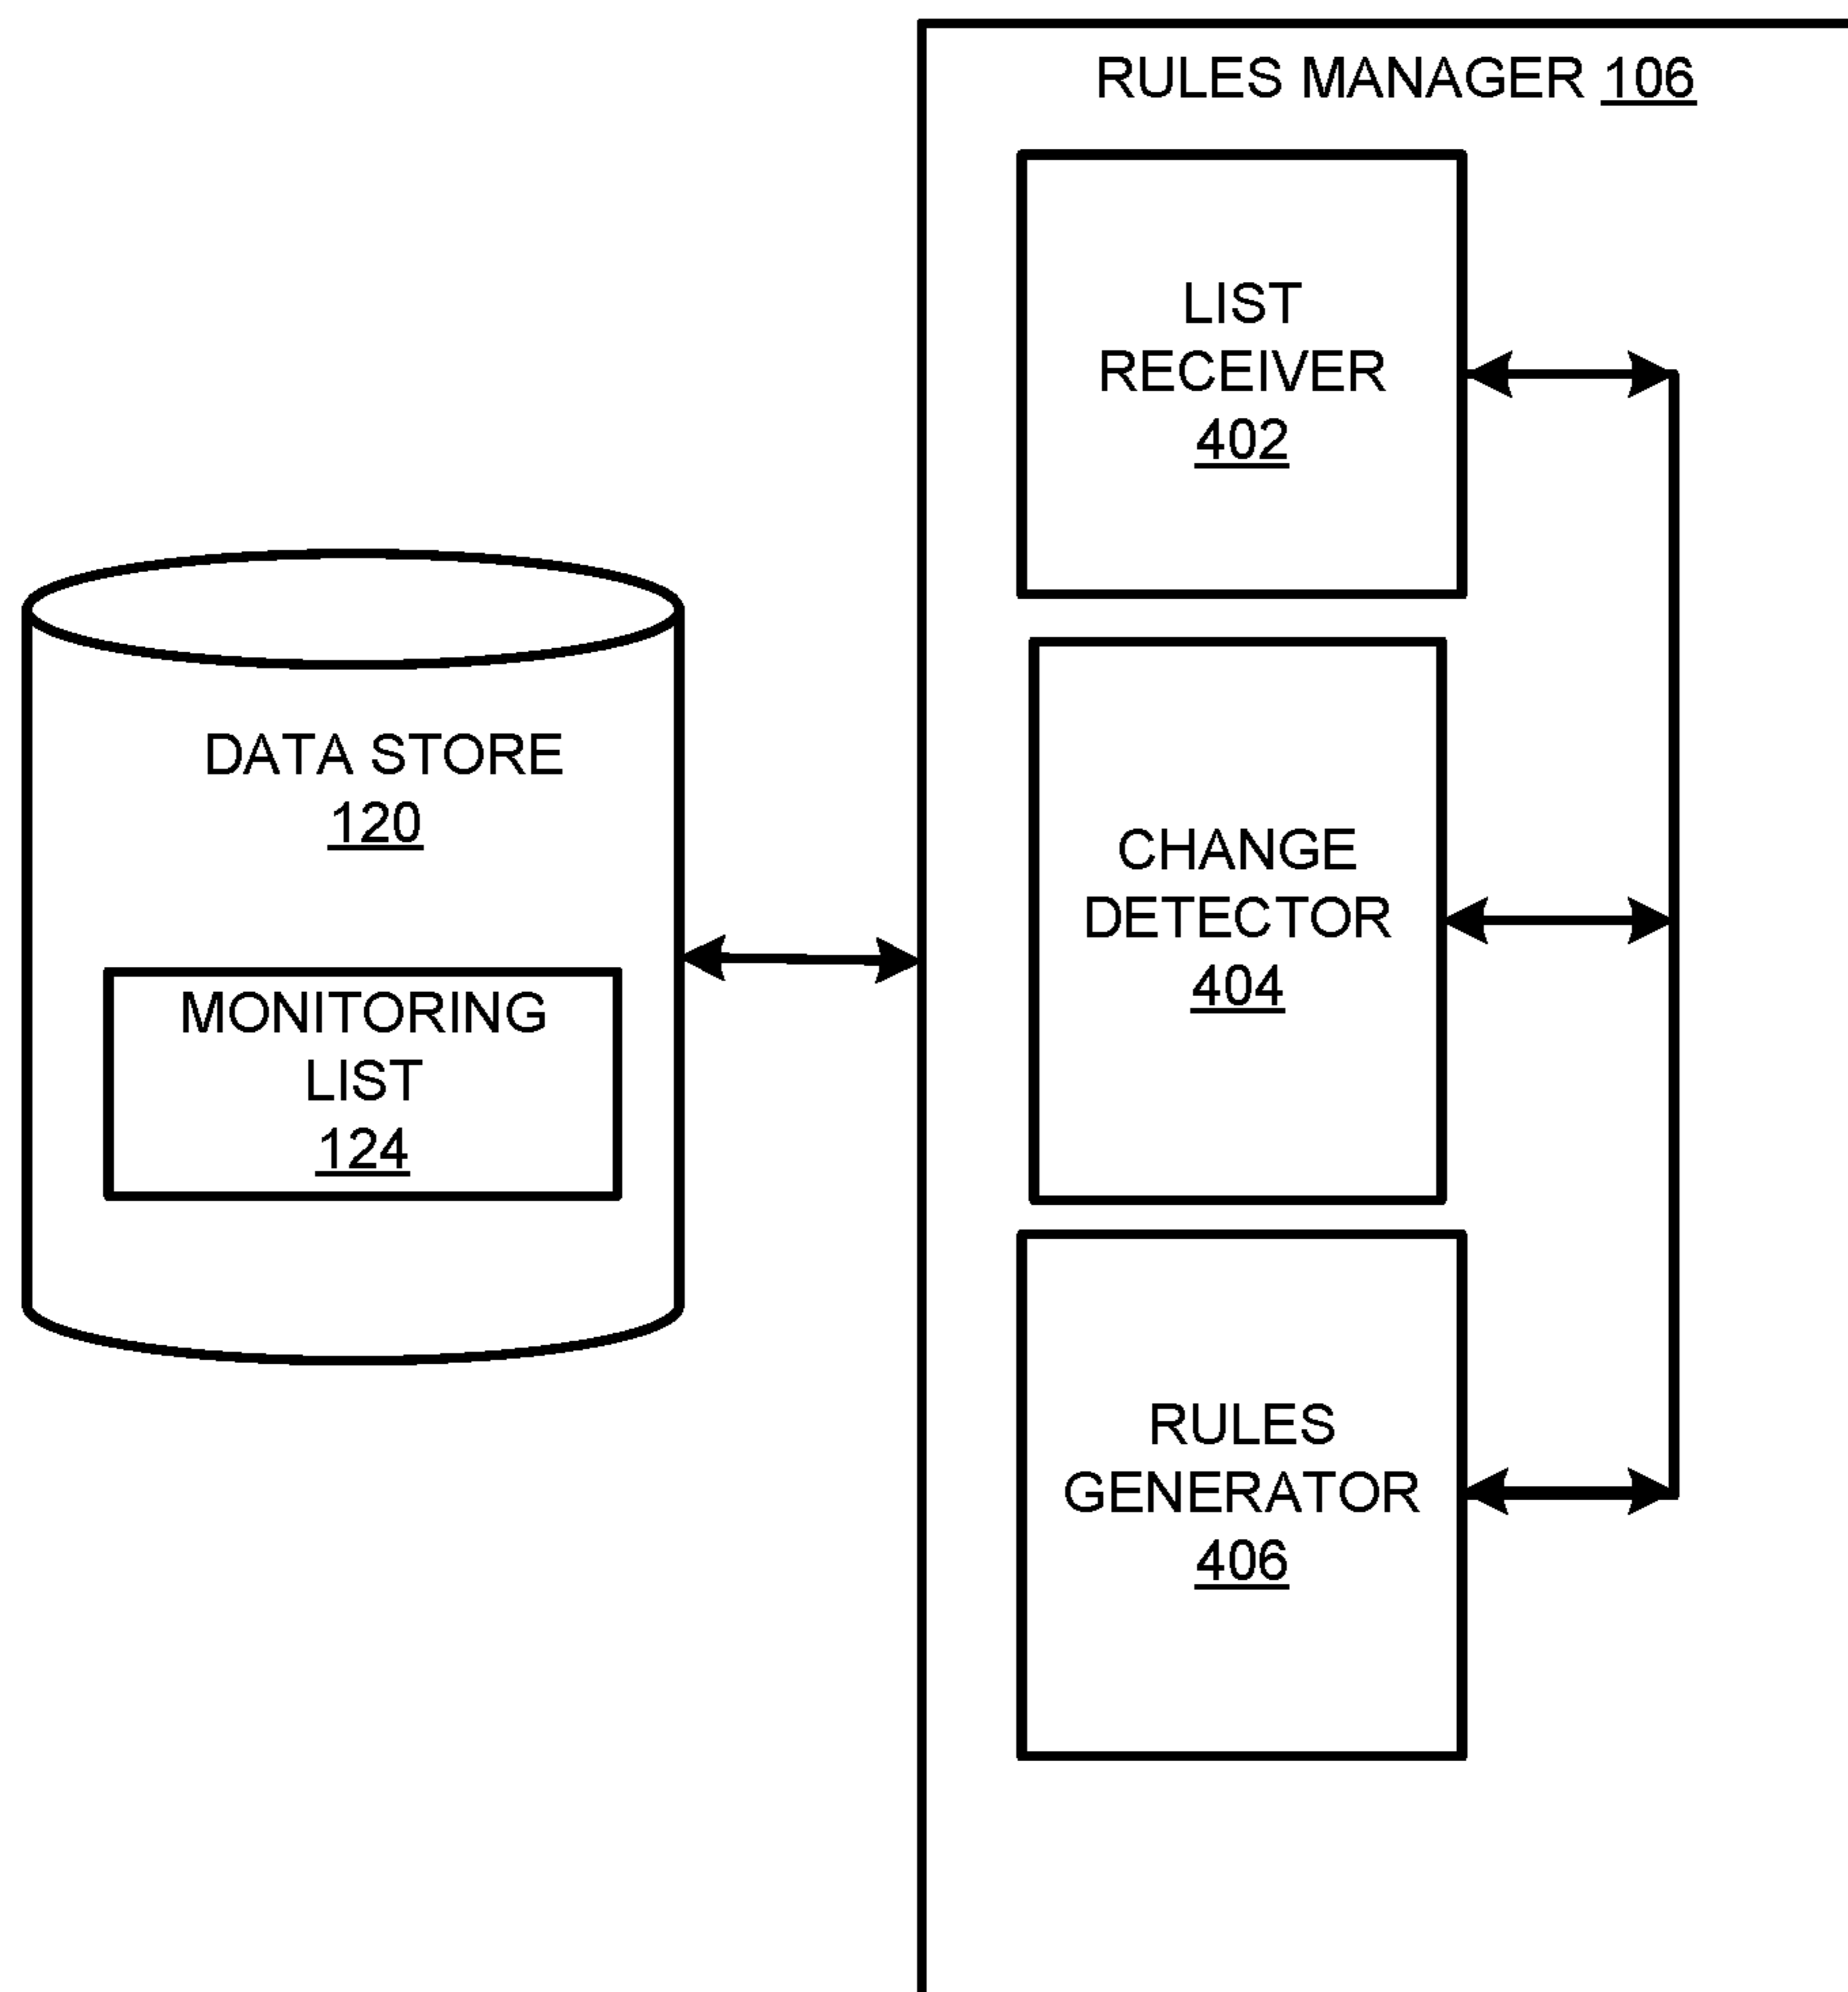 RULES MANAGER 106
LIST
RECEIVER
402
DATA STORE
120
MONITORING
LIST
124
CHANGE
DETECTOR
404
RULES
GENERATOR
406